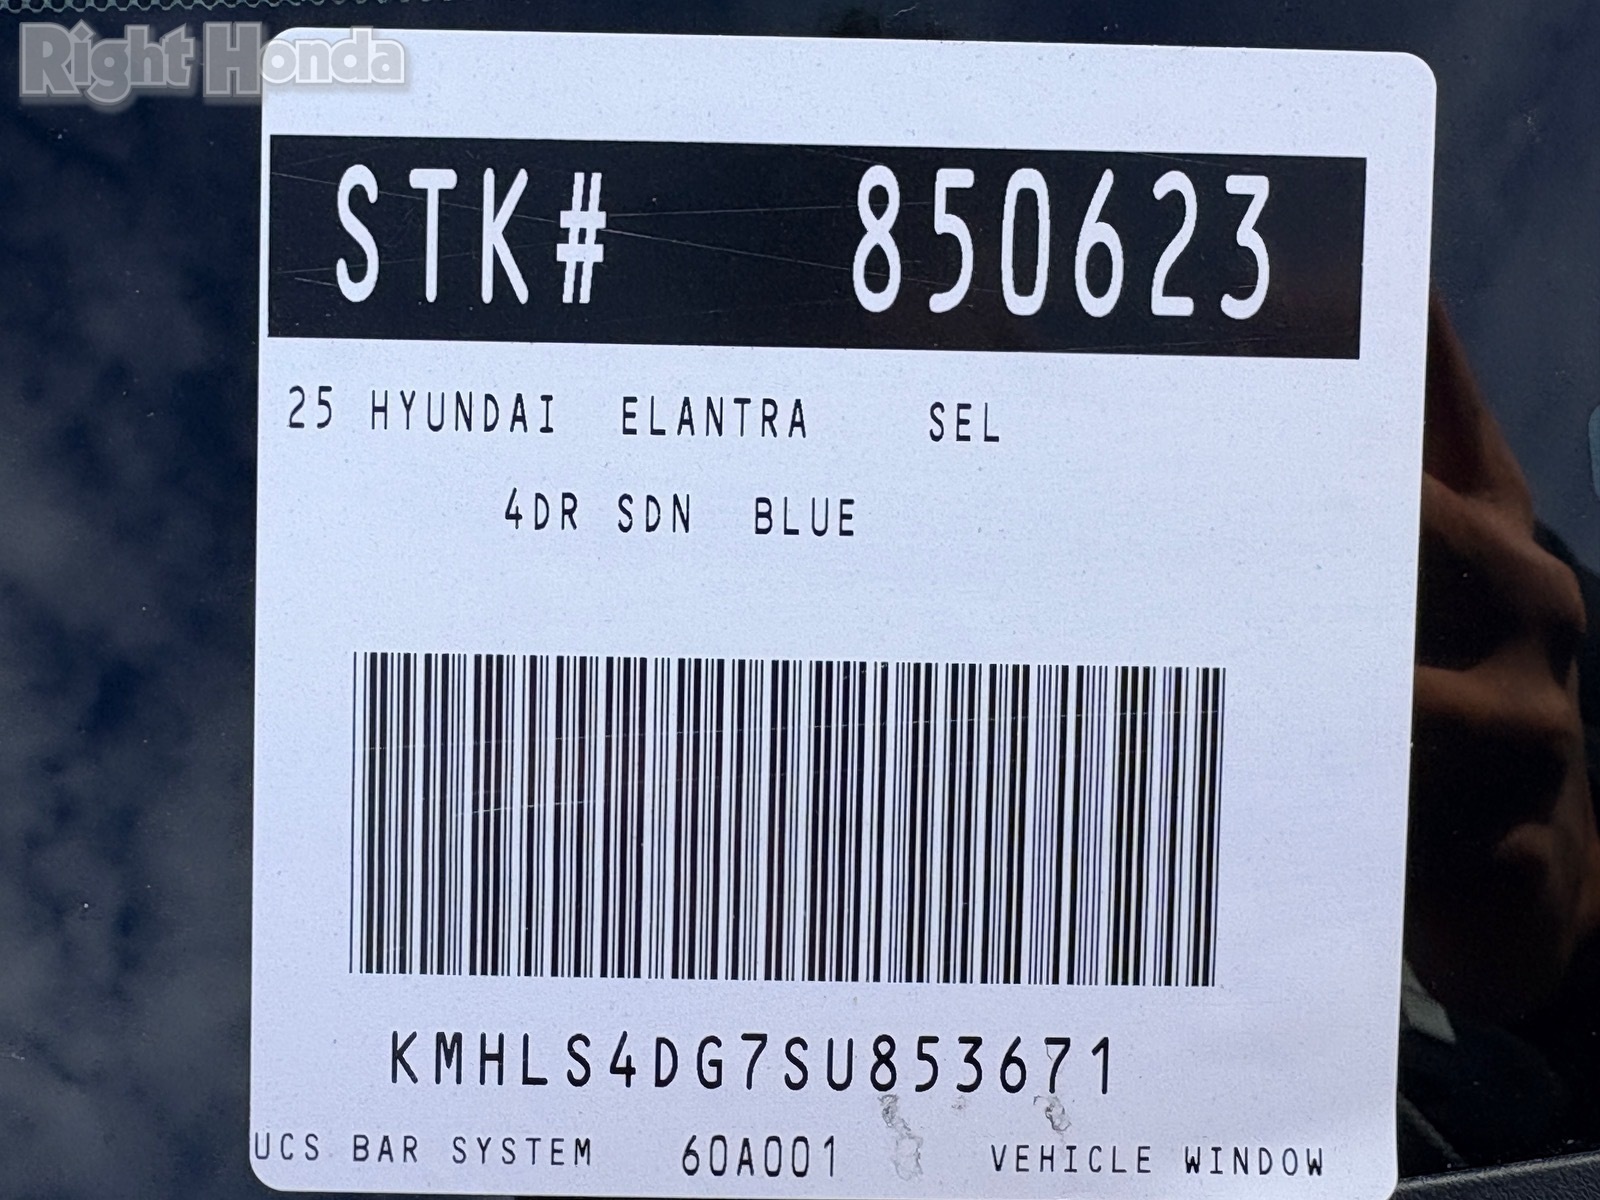 Right Honda
STK# 850623
25 HYUNDAI ELANTRA SEL
4DR SDN BLUE
KMHLS4DG7SU853671
UCS BAR SYSTEM 60A001 VEHICLE WINDOW